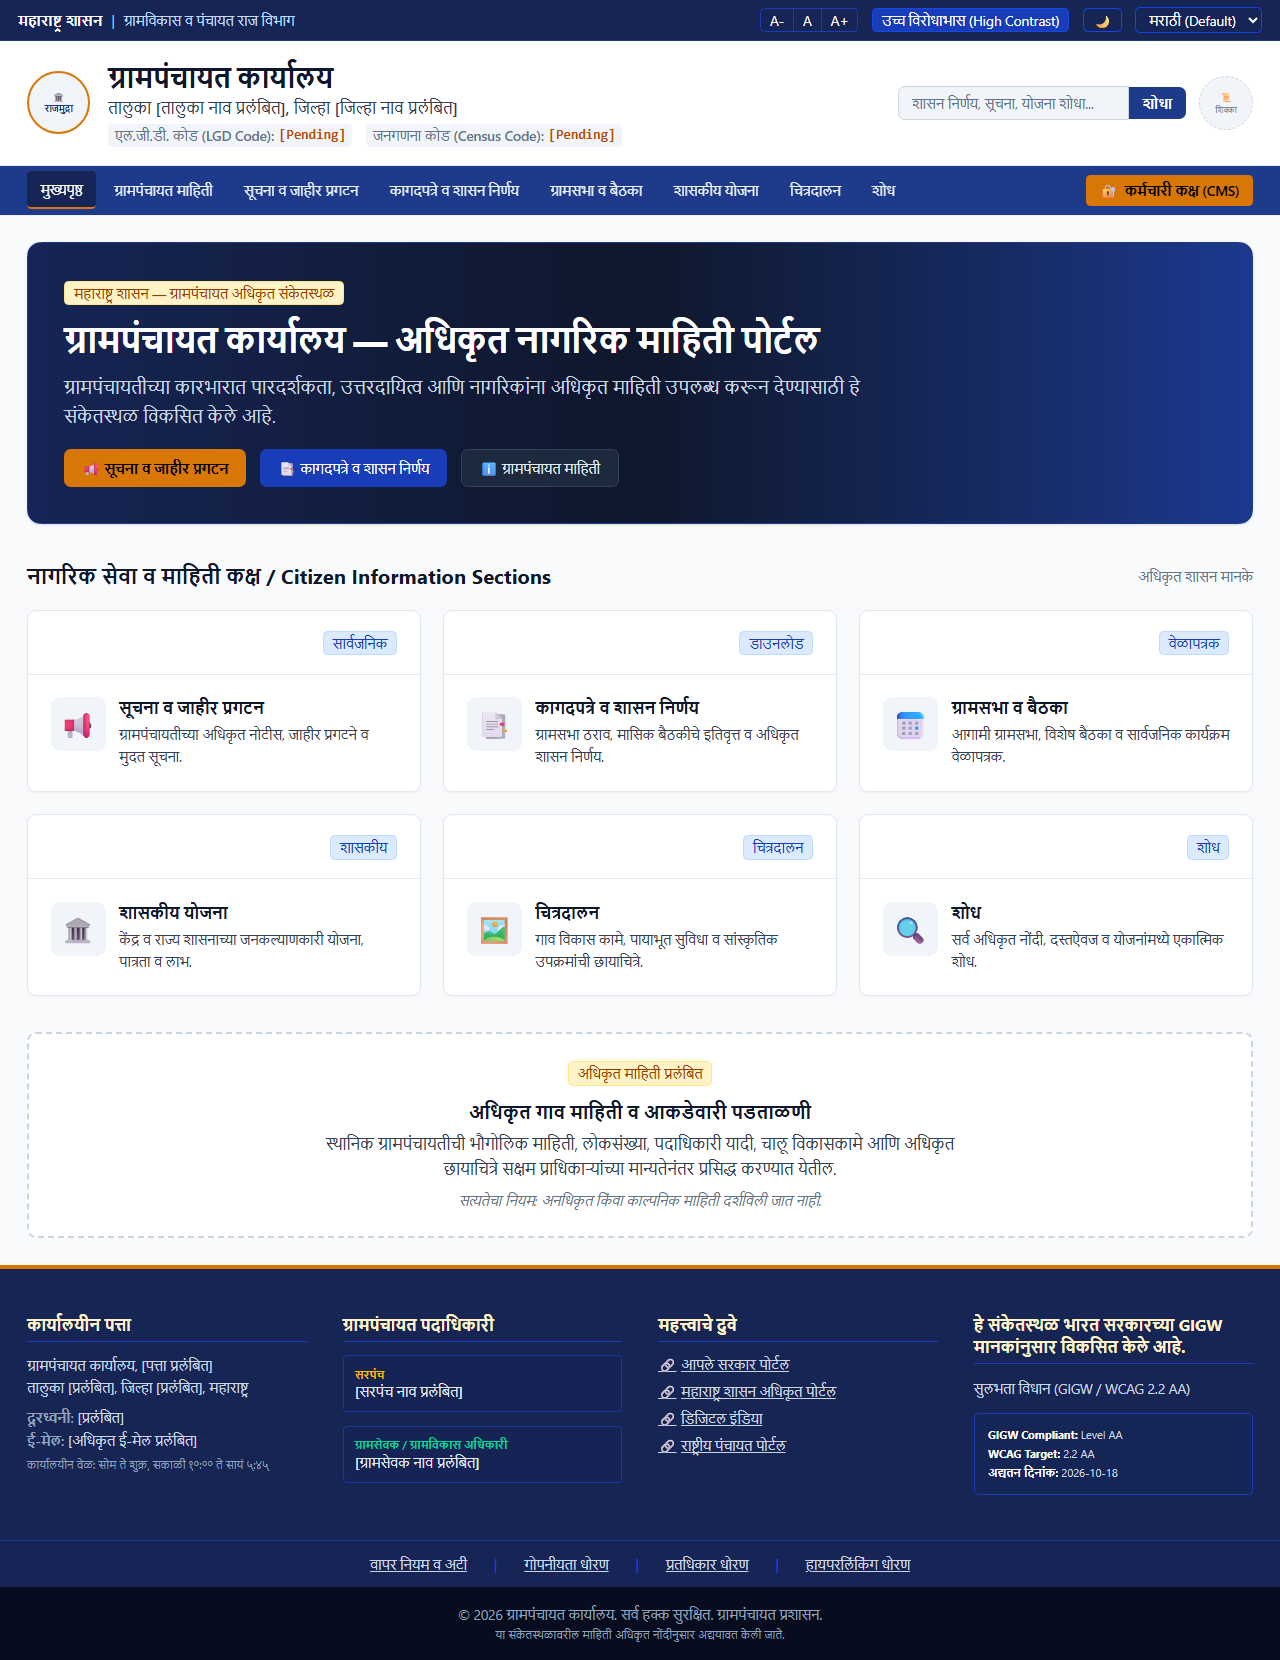 महाराष्ट्र शासन | ग्रामविकास व पंचायत राज विभाग
A- A A+ उच्च विरोधाभास (High Contrast) मराठी (Default)
राजमुद्रा
ग्रामपंचायत कार्यालय
तालुका [तालुका नाव प्रलंबित], जिल्हा [जिल्हा नाव प्रलंबित]
एल.जी.डी. कोड (LGD Code): [Pending] जनगणना कोड (Census Code): [Pending]
शासन निर्णय, सूचना, योजना शोधा... शोधा
शिक्का
मुख्यपृष्ठ ग्रामपंचायत माहिती सूचना व जाहीर प्रगटन कागदपत्रे व शासन निर्णय ग्रामसभा व बैठका शासकीय योजना चित्रदालन शोध कर्मचारी कक्ष (CMS)
महाराष्ट्र शासन — ग्रामपंचायत अधिकृत संकेतस्थळ
ग्रामपंचायत कार्यालय — अधिकृत नागरिक माहिती पोर्टल
ग्रामपंचायतीच्या कारभारात पारदर्शकता, उत्तरदायित्व आणि नागरिकांना अधिकृत माहिती उपलब्ध करून देण्यासाठी हे
संकेतस्थळ विकसित केले आहे.
सूचना व जाहीर प्रगटन कागदपत्रे व शासन निर्णय ग्रामपंचायत माहिती
नागरिक सेवा व माहिती कक्ष / Citizen Information Sections
अधिकृत शासन मानके
सार्वजनिक
सूचना व जाहीर प्रगटन
ग्रामपंचायतीच्या अधिकृत नोटीस, जाहीर प्रगटने व
मुदत सूचना.
डाउनलोड
कागदपत्रे व शासन निर्णय
ग्रामसभा ठराव, मासिक बैठकीचे इतिवृत्त व अधिकृत
शासन निर्णय.
वेळापत्रक
ग्रामसभा व बैठका
आगामी ग्रामसभा, विशेष बैठका व सार्वजनिक कार्यक्रम
वेळापत्रक.
शासकीय
शासकीय योजना
केंद्र व राज्य शासनाच्या जनकल्याणकारी योजना,
पात्रता व लाभ.
चित्रदालन
चित्रदालन
गाव विकास कामे, पायाभूत सुविधा व सांस्कृतिक
उपक्रमांची छायाचित्रे.
शोध
शोध
सर्व अधिकृत नोंदी, दस्तऐवज व योजनांमध्ये एकात्मिक
शोध.
अधिकृत माहिती प्रलंबित
अधिकृत गाव माहिती व आकडेवारी पडताळणी
स्थानिक ग्रामपंचायतीची भौगोलिक माहिती, लोकसंख्या, पदाधिकारी यादी, चालू विकासकामे आणि अधिकृत
छायाचित्रे सक्षम प्राधिकाऱ्यांच्या मान्यतेनंतर प्रसिद्ध करण्यात येतील.
सत्यतेचा नियम: अनधिकृत किंवा काल्पनिक माहिती दर्शविली जात नाही.
कार्यालयीन पत्ता
ग्रामपंचायत कार्यालय, [पत्ता प्रलंबित]
तालुका [प्रलंबित], जिल्हा [प्रलंबित], महाराष्ट्र
दूरध्वनी: [प्रलंबित]
ई-मेल: [अधिकृत ई-मेल प्रलंबित]
कार्यालयीन वेळ: सोम ते शुक्र, सकाळी १०:०० ते सायं ५:४५
ग्रामपंचायत पदाधिकारी
सरपंच
[सरपंच नाव प्रलंबित]
ग्रामसेवक / ग्रामविकास अधिकारी
[ग्रामसेवक नाव प्रलंबित]
महत्त्वाचे दुवे
आपले सरकार पोर्टल
महाराष्ट्र शासन अधिकृत पोर्टल
डिजिटल इंडिया
राष्ट्रीय पंचायत पोर्टल
हे संकेतस्थळ भारत सरकारच्या GIGW
मानकांनुसार विकसित केले आहे.
सुलभता विधान (GIGW / WCAG 2.2 AA)
GIGW Compliant: Level AA
WCAG Target: 2.2 AA
अद्यतन दिनांक: 2026-10-18
वापर नियम व अटी | गोपनीयता धोरण | प्रतधिकार धोरण | हायपरलिंकिंग धोरण
© 2026 ग्रामपंचायत कार्यालय. सर्व हक्क सुरक्षित. ग्रामपंचायत प्रशासन.
या संकेतस्थळावरील माहिती अधिकृत नोंदीनुसार अद्ययावत केली जाते.